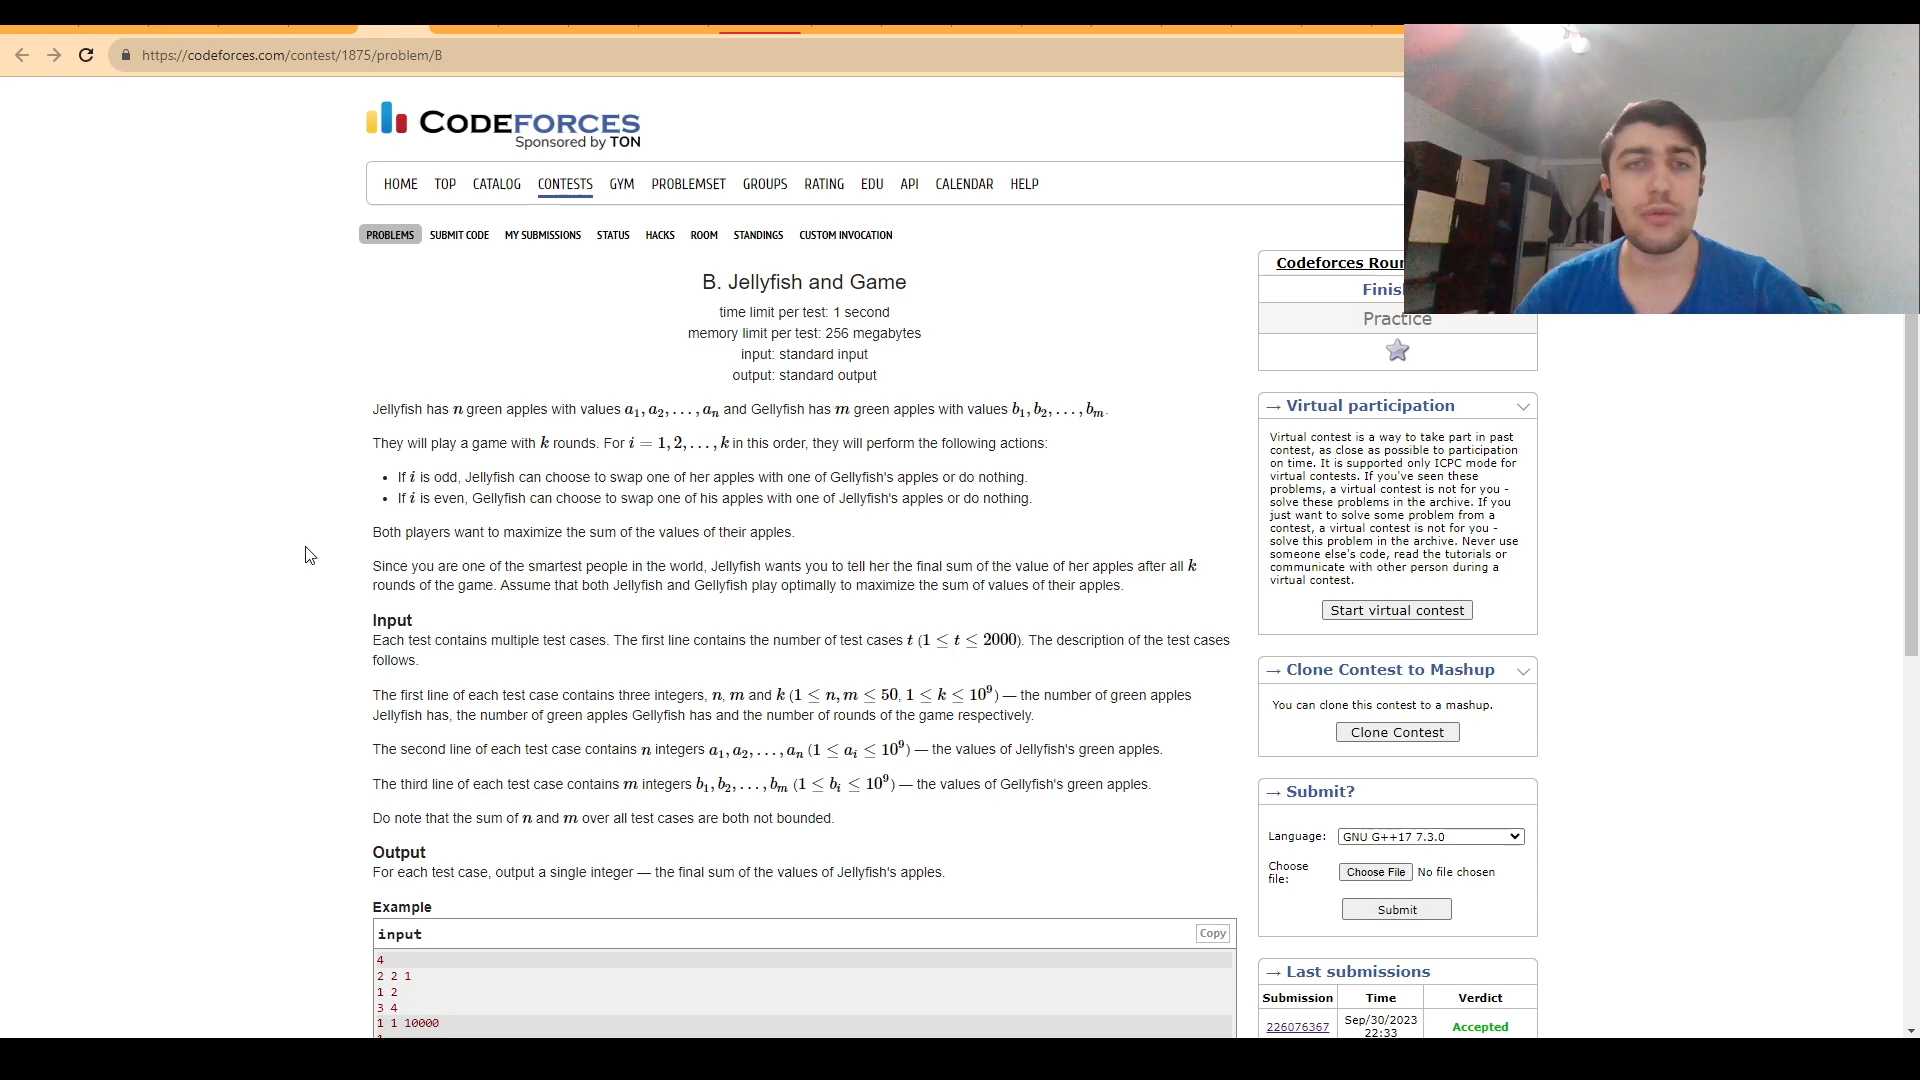 https://codeforces.com/contest/1875/problem/B
CODEFORCES
Sponsored by TON
HOME TOP CATALOG CONTESTS GYM PROBLEMSET GROUPS RATING EDU API CALENDAR HELP
PROBLEMS SUBMIT CODE MY SUBMISSIONS STATUS HACKS ROOM STANDINGS CUSTOM INVOCATION
B. Jellyfish and Game
time limit per test: 1 second
memory limit per test: 256 megabytes
input: standard input
output: standard output
Jellyfish has n green apples with values a₁, a₂, . . . , aₙ and Gellyfish has m green apples with values b₁, b₂, . . . , bₘ.
They will play a game with k rounds. For i = 1, 2, . . . , k in this order, they will perform the following actions:
• If i is odd, Jellyfish can choose to swap one of her apples with one of Gellyfish's apples or do nothing.
• If i is even, Gellyfish can choose to swap one of his apples with one of Jellyfish's apples or do nothing.
Both players want to maximize the sum of the values of their apples.
Since you are one of the smartest people in the world, Jellyfish wants you to tell her the final sum of the value of her apples after all k
rounds of the game. Assume that both Jellyfish and Gellyfish play optimally to maximize the sum of values of their apples.
Input
Each test contains multiple test cases. The first line contains the number of test cases t (1 ≤ t ≤ 2000). The description of the test cases
follows.
The first line of each test case contains three integers, n, m and k (1 ≤ n, m ≤ 50, 1 ≤ k ≤ 10⁹) — the number of green apples
Jellyfish has, the number of green apples Gellyfish has and the number of rounds of the game respectively.
The second line of each test case contains n integers a₁, a₂, . . . , aₙ (1 ≤ aᵢ ≤ 10⁹) — the values of Jellyfish's green apples.
The third line of each test case contains m integers b₁, b₂, . . . , bₘ (1 ≤ bᵢ ≤ 10⁹) — the values of Gellyfish's green apples.
Do note that the sum of n and m over all test cases are both not bounded.
Output
For each test case, output a single integer — the final sum of the values of Jellyfish's apples.
Example
input
Copy
4
2 2 1
1 2
3 4
1 1 10000
Codeforces
Practice
→ Virtual participation
Virtual contest is a way to take part in past
contest, as close as possible to participation
on time. It is supported only ICPC mode for
virtual contests. If you've seen these
problems, a virtual contest is not for you -
solve these problems in the archive. If you
just want to solve some problem from a
contest, a virtual contest is not for you -
solve this problem in the archive. Never use
someone else's code, read the tutorials or
communicate with other person during a
virtual contest.
Start virtual contest
→ Clone Contest to Mashup
You can clone this contest to a mashup.
Clone Contest
→ Submit?
Language: GNU G++17 7.3.0
Choose
file:
Choose File No file chosen
Submit
→ Last submissions
Submission Time Verdict
226076367 Sep/30/2023
22:33 Accepted